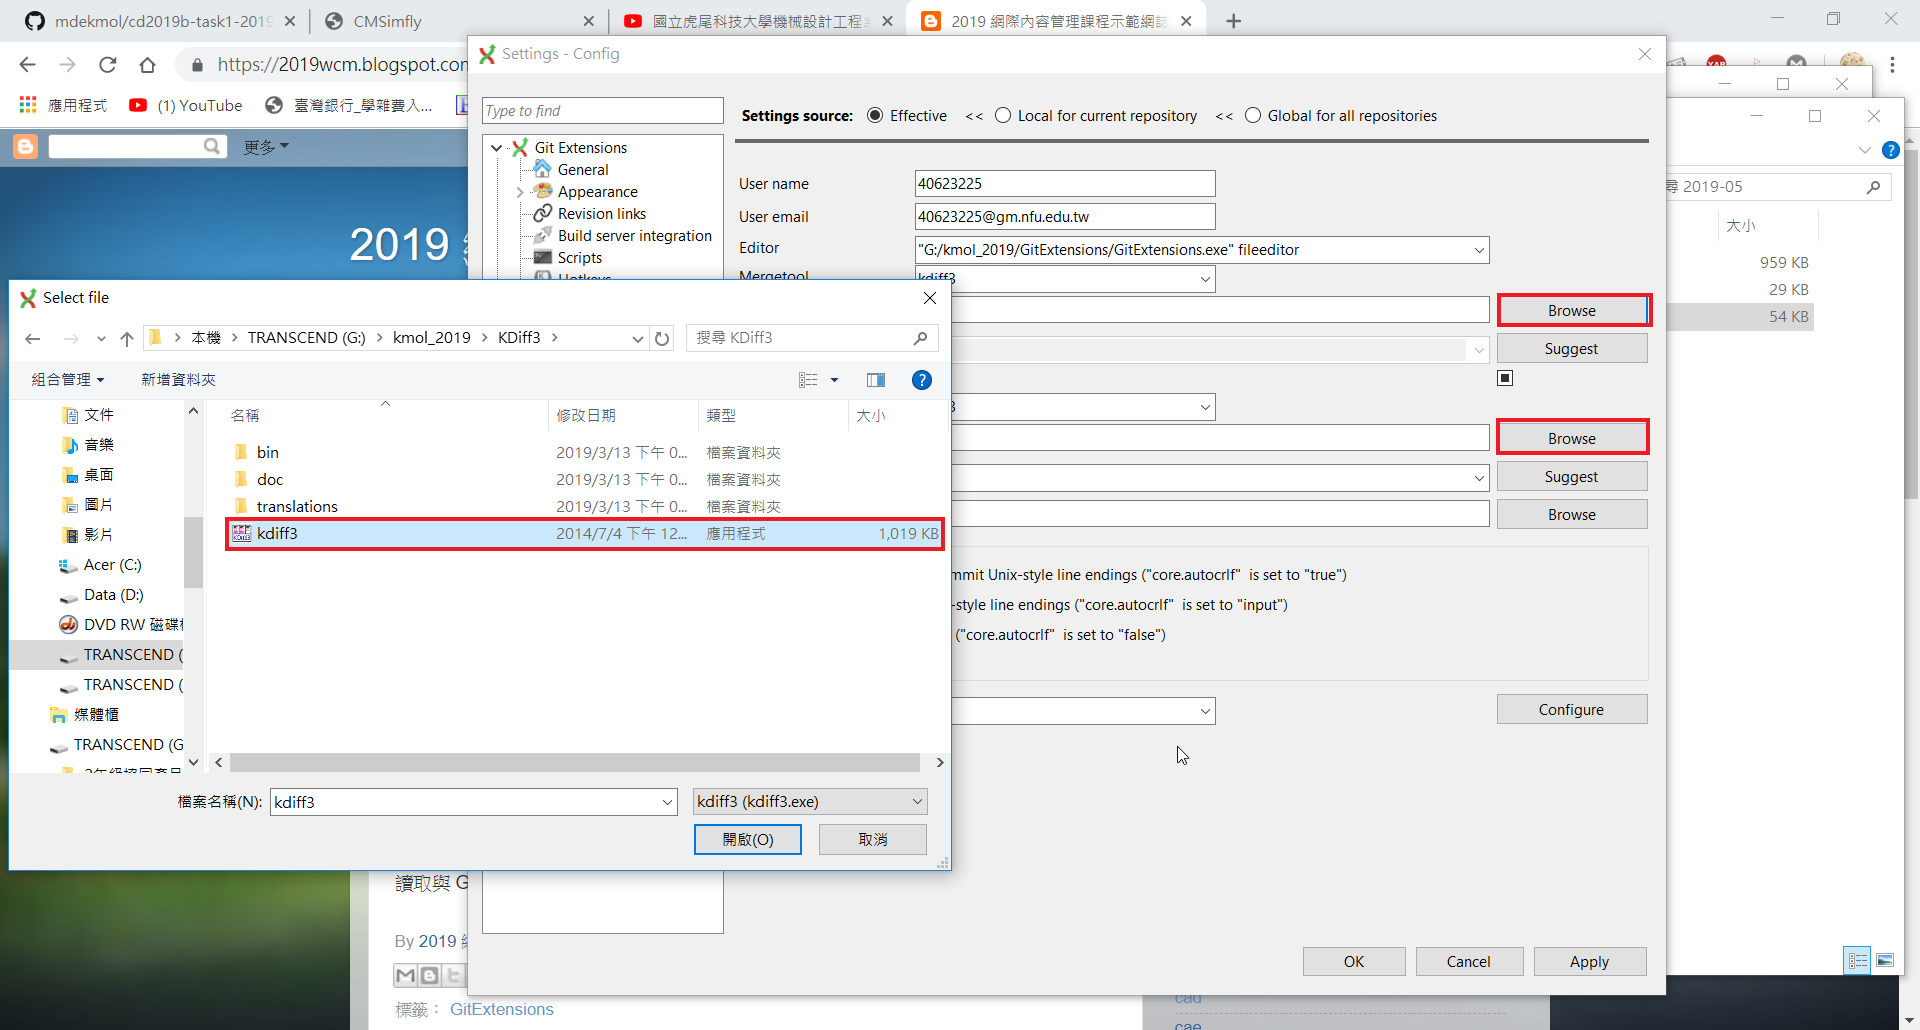 mdekmol/cd2019b-task1-2019
CMSimfly
國立虎尾科技大學機械設計工程
2019 網際內容管理課程示範網誌
https://2019wcm.blogspot.com
應用程式
(1) YouTube
臺灣銀行_學雜費入...
更多
2019
Settings - Config
Type to find
Settings source:
Effective
<<
Local for current repository
<<
Global for all repositories
Git Extensions
General
Appearance
Revision links
Build server integration
Scripts
Hotkeys
User name
40623225
User email
40623225@gm.nfu.edu.tw
Editor
"G:/kmol_2019/GitExtensions/GitExtensions.exe" fileeditor
Mergetool
kdiff3
Browse
Suggest
3
Browse
Suggest
Browse
mmit Unix-style line endings ("core.autocrlf" is set to "true")
-style line endings ("core.autocrlf" is set to "input")
("core.autocrlf" is set to "false")
Configure
OK
Cancel
Apply
Select file
本機
TRANSCEND (G:)
kmol_2019
KDiff3
搜尋 KDiff3
組合管理
新增資料夾
文件
音樂
桌面
圖片
影片
Acer (C:)
Data (D:)
DVD RW 磁碟
TRANSCEND (
TRANSCEND (
媒體櫃
TRANSCEND (G
名稱
修改日期
類型
大小
bin
2019/3/13 下午 0...
檔案資料夾
doc
2019/3/13 下午 0...
檔案資料夾
translations
2019/3/13 下午 0...
檔案資料夾
kdiff3
2014/7/4 下午 12...
應用程式
1,019 KB
檔案名稱(N):
kdiff3
kdiff3 (kdiff3.exe)
開啟(O)
取消
尋 2019-05
大小
959 KB
29 KB
54 KB
讀取與 G
By 2019
標籤：
GitExtensions
cad
cae